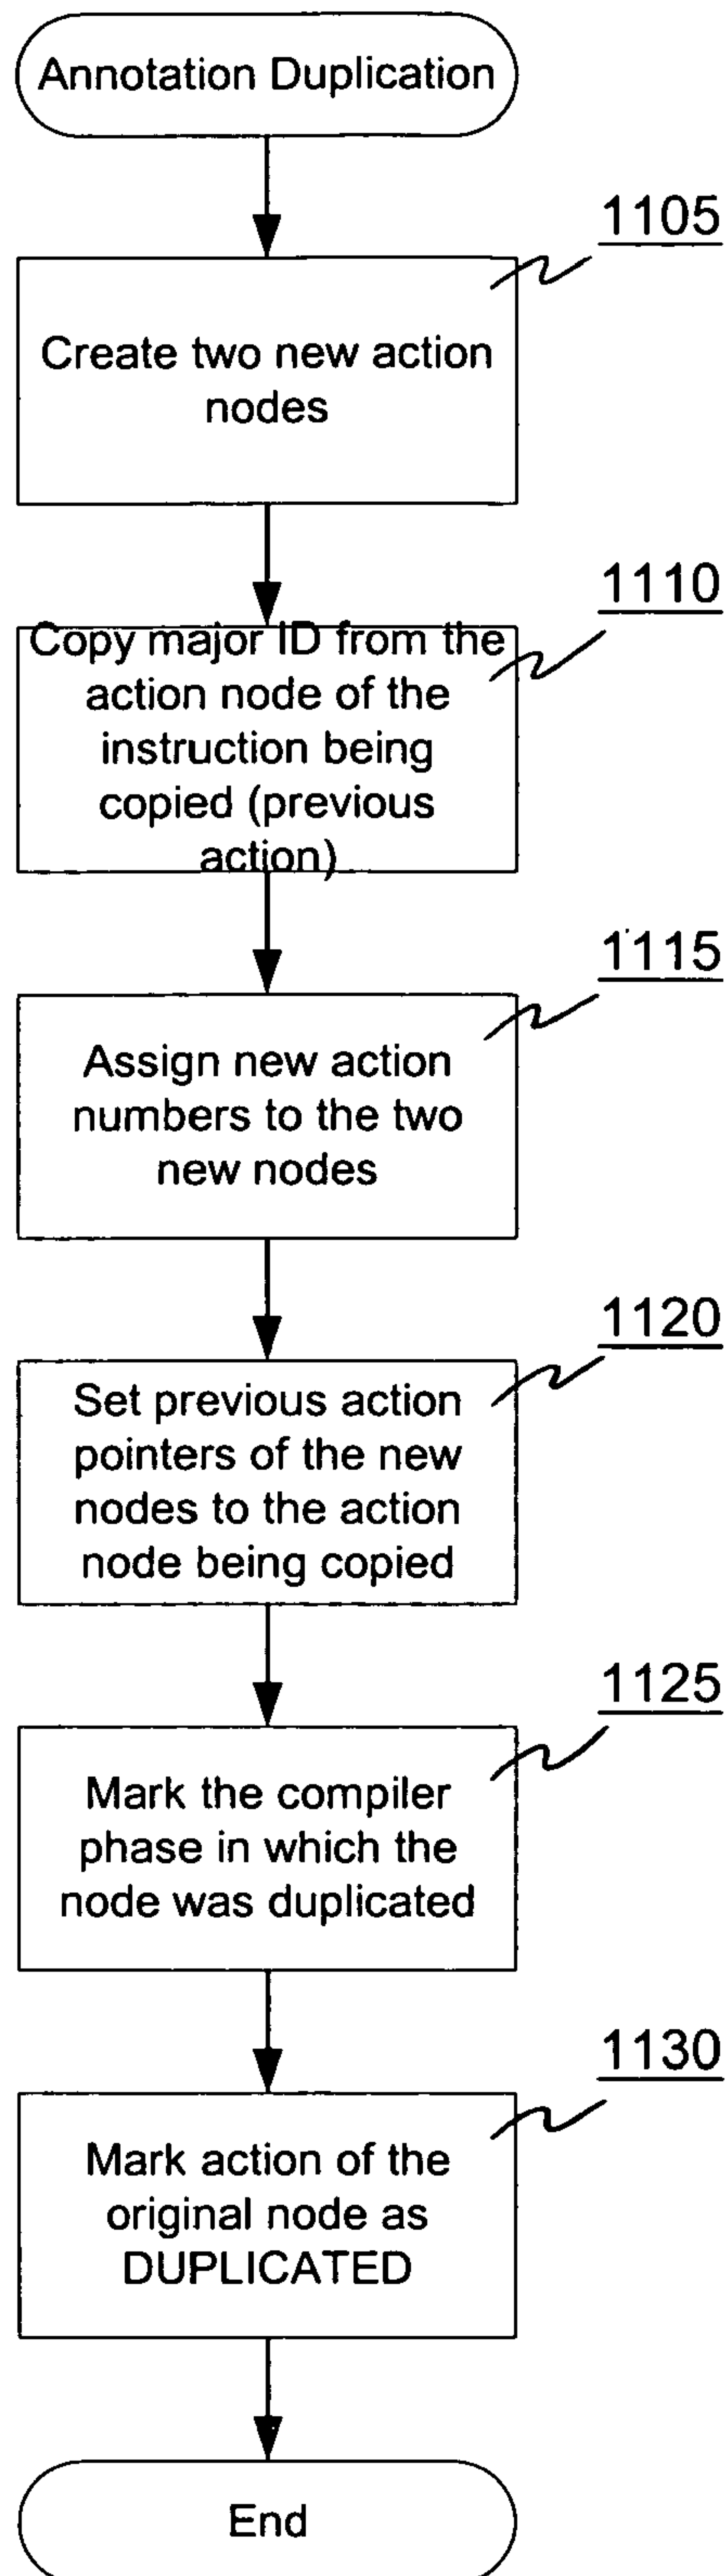 Annotation Duplication
1105
Create two new action
nodes
1110
Copy major ID from the
action node of the
instruction being
copied (previous
action)
1115
Assign new action
numbers to the two
new nodes
1120
Set previous action
pointers of the new
nodes to the action
node being copied
1125
Mark the compiler
phase in which the
node was duplicated
1130
Mark action of the
original node as
DUPLICATED
End